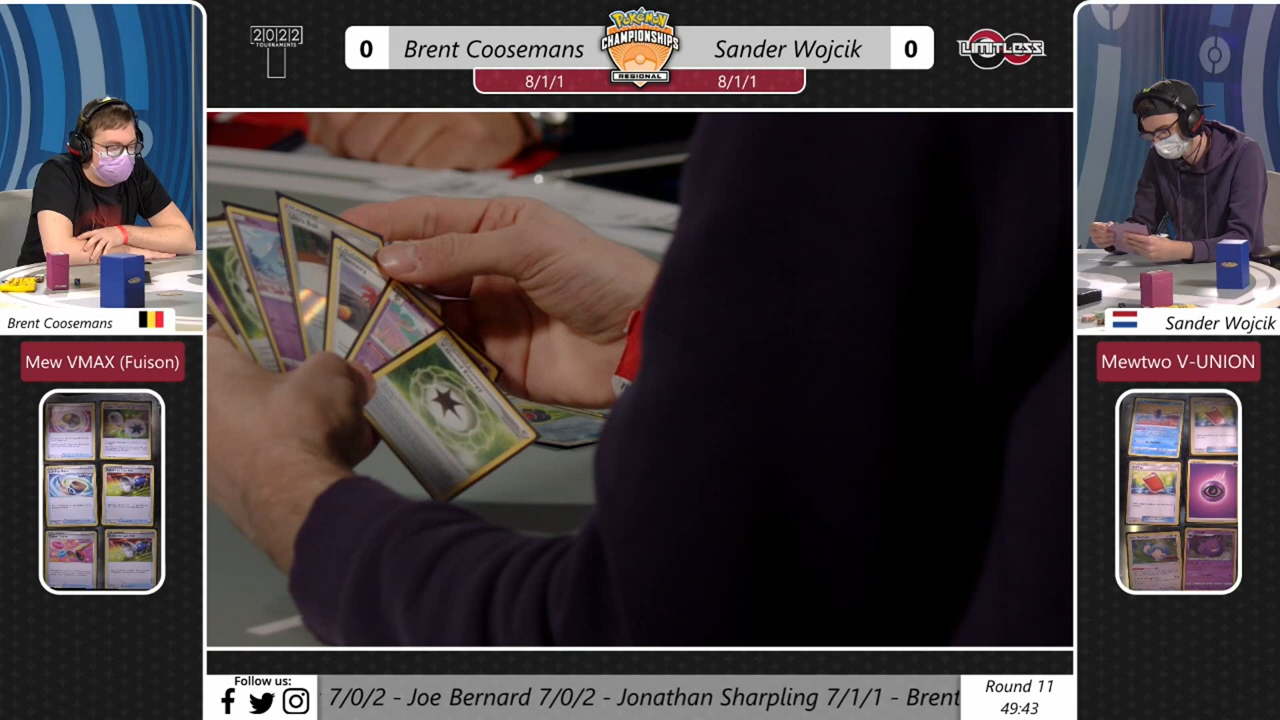 2022
TOURNAMENTS
0
Brent Coosemans
Pokémon
CHAMPIONSHIPS
REGIONAL
Sander Wojcik
0
LIMITLESS
8/1/1
8/1/1
Brent Coosemans
Sander Wojcik
Mew VMAX (Fuison)
Mewtwo V-UNION
Follow us:
7/0/2 - Joe Bernard 7/0/2 - Jonathan Sharpling 7/1/1 - Brent
Round 11
49:43